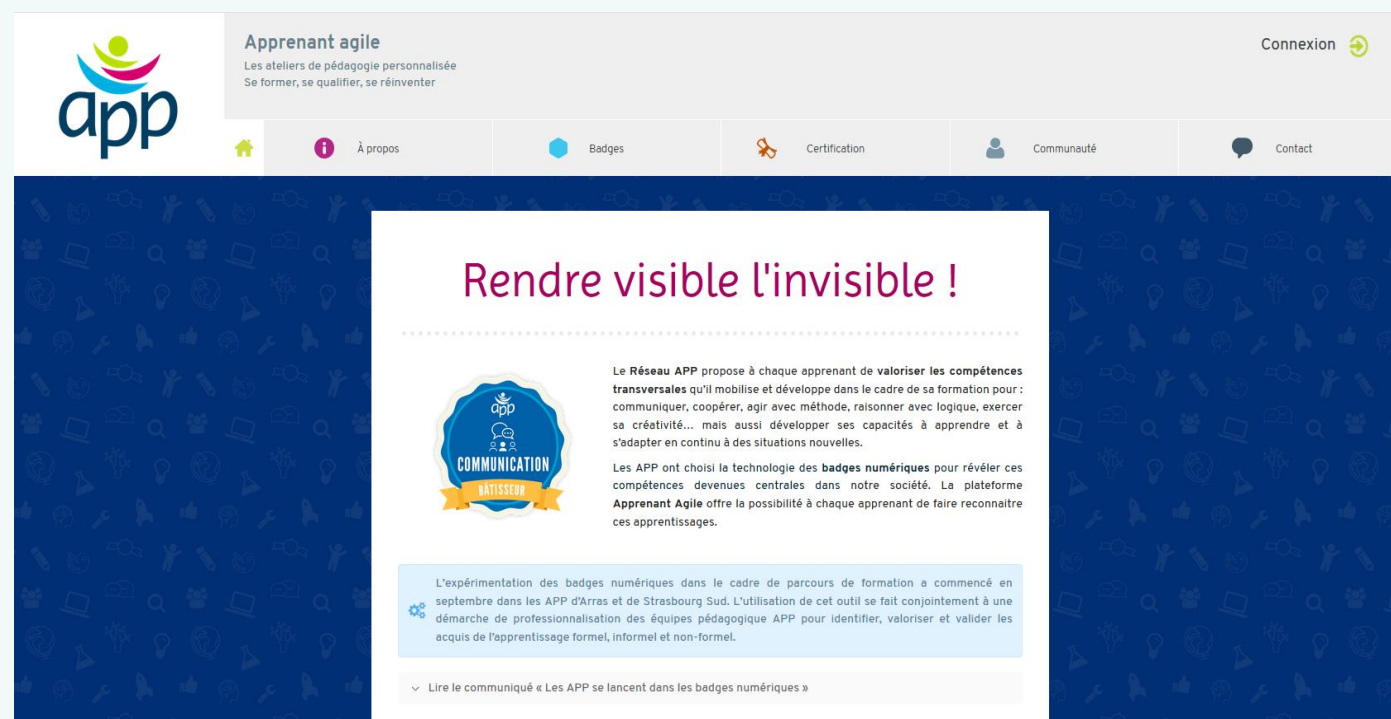 app
Apprenant agile
Les ateliers de pédagogie personnalisée
Se former, se qualifier, se réinventer
Connexion
À propos
Badges
Certification
Communauté
Contact
Rendre visible l'invisible !
app
COMMUNICATION
BÂTISSEUR
Le Réseau APP propose à chaque apprenant de valoriser les compétences
transversales qu'il mobilise et développe dans le cadre de sa formation pour :
communiquer, coopérer, agir avec méthode, raisonner avec logique, exercer
sa créativité... mais aussi développer ses capacités à apprendre et à
s'adapter en continu à des situations nouvelles.
Les APP ont choisi la technologie des badges numériques pour révéler ces
compétences devenues centrales dans notre société. La plateforme
Apprenant Agile offre la possibilité à chaque apprenant de faire reconnaitre
ces apprentissages.
L'expérimentation des badges numériques dans le cadre de parcours de formation a commencé en
septembre dans les APP d'Arras et de Strasbourg Sud. L'utilisation de cet outil se fait conjointement à une
démarche de professionnalisation des équipes pédagogique APP pour identifier, valoriser et valider les
acquis de l'apprentissage formel, informel et non-formel.
Lire le communiqué « Les APP se lancent dans les badges numériques »